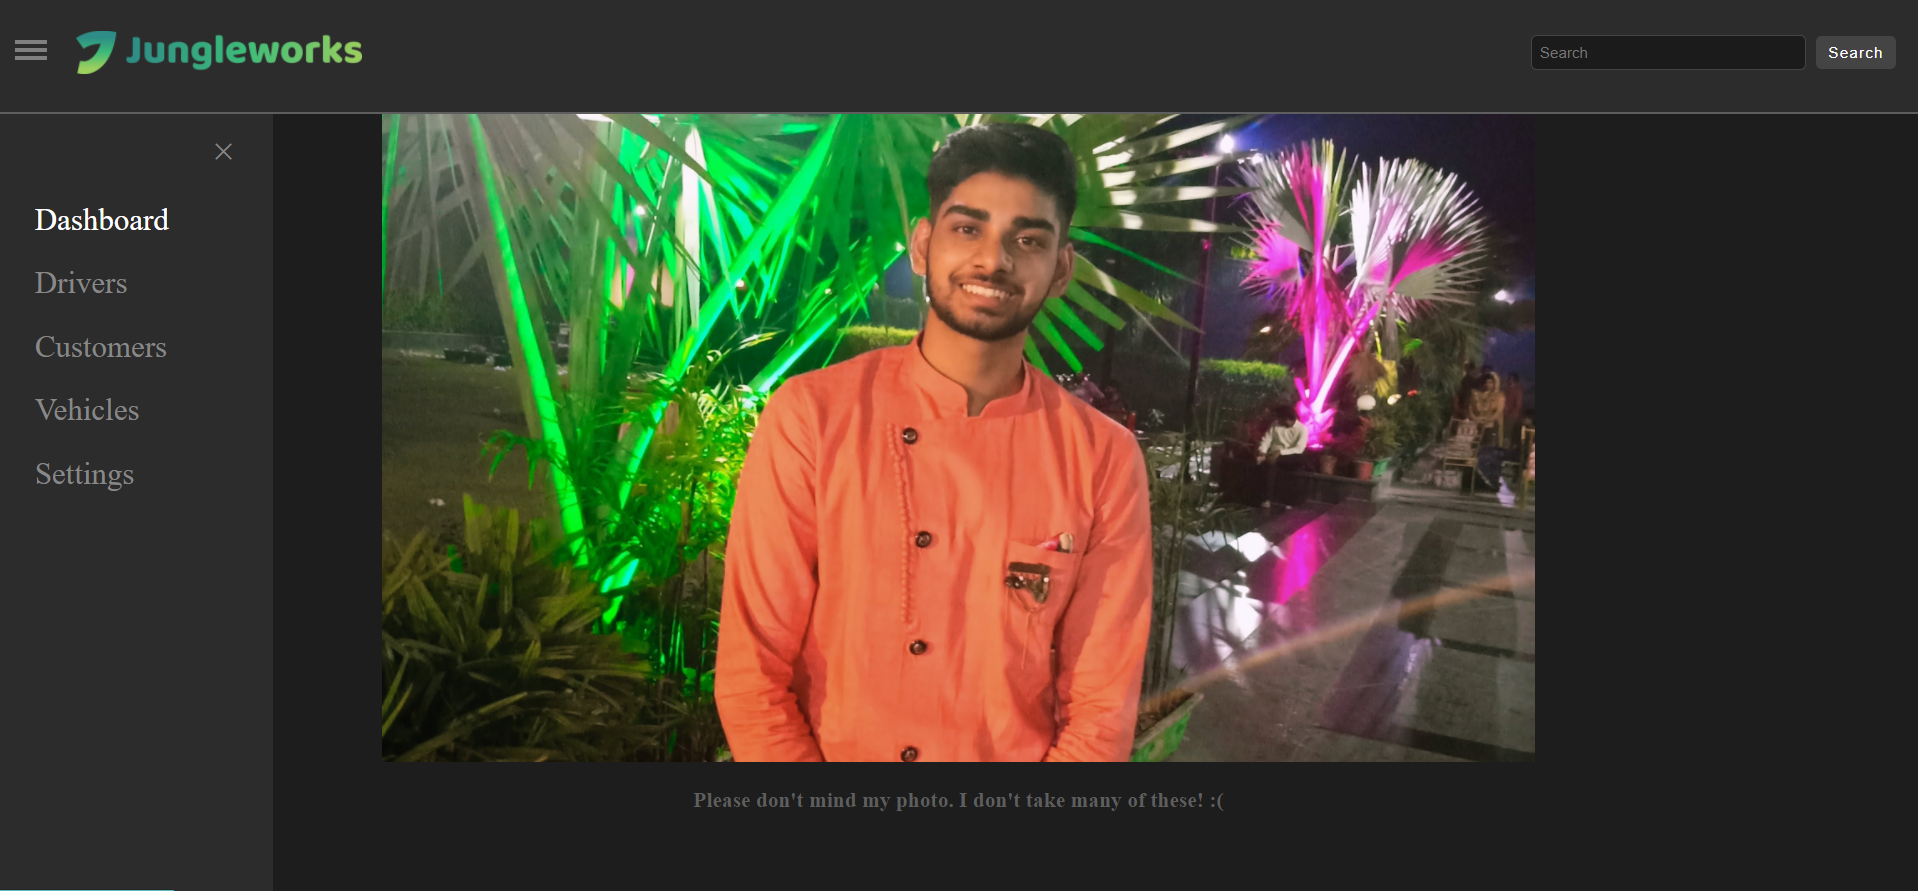 Jungleworks
Search
Search
Dashboard
Drivers
Customers
Vehicles
Settings
Please don't mind my photo. I don't take many of these! :(